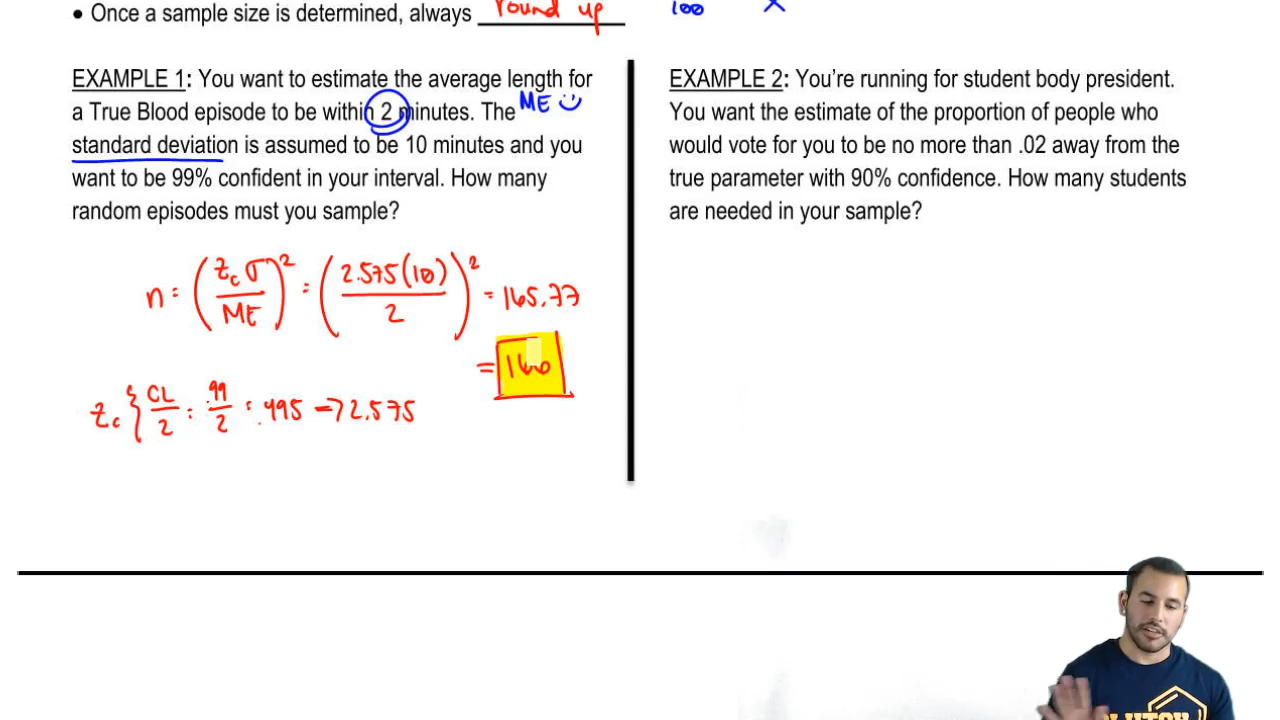 • Once a sample size is determined, always round up
100 X
EXAMPLE 1: You want to estimate the average length for
a True Blood episode to be within 2 minutes. The ME
standard deviation is assumed to be 10 minutes and you
want to be 99% confident in your interval. How many
random episodes must you sample?
n = (Zc σ / ME)² = (2.575(10) / 2)² = 165.77
= 166
Zc { CL/2 = .99/2 = .495 → 2.575
EXAMPLE 2: You’re running for student body president.
You want the estimate of the proportion of people who
would vote for you to be no more than .02 away from the
true parameter with 90% confidence. How many students
are needed in your sample?
CLUTCH